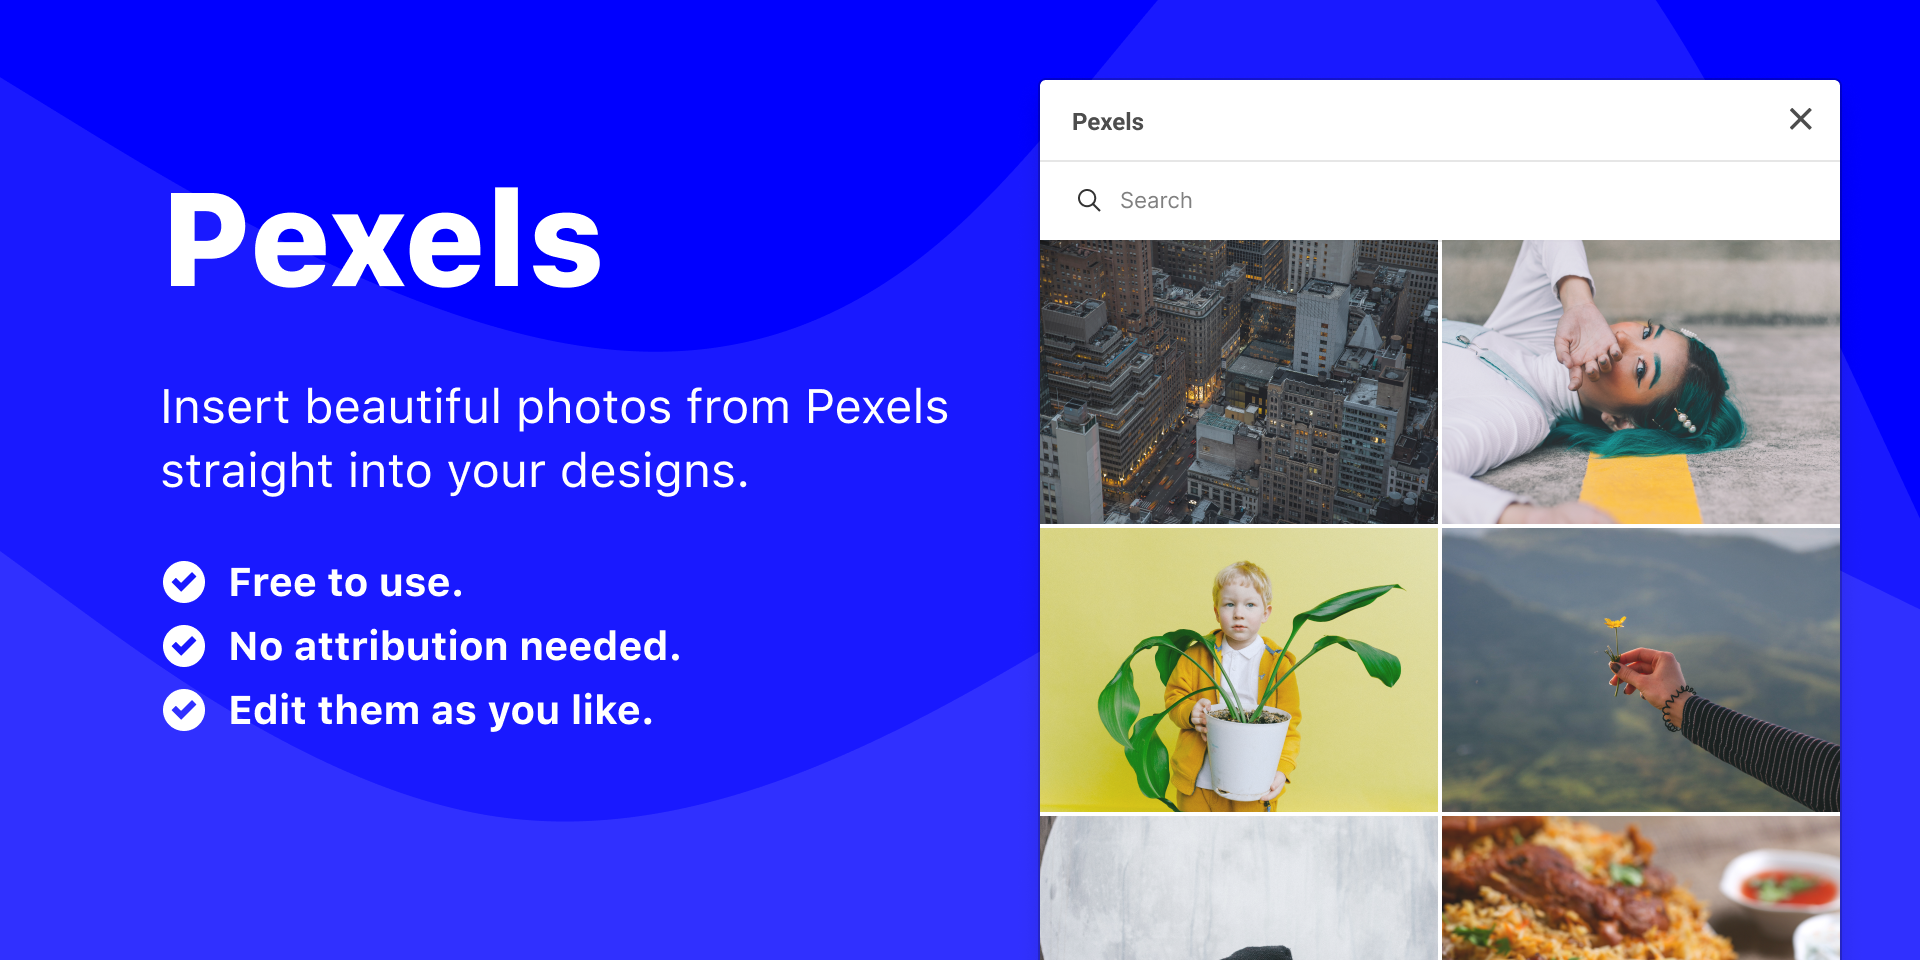 Pexels
Insert beautiful photos from Pexels
straight into your designs.
Free to use.
No attribution needed.
Edit them as you like.
Pexels
Search